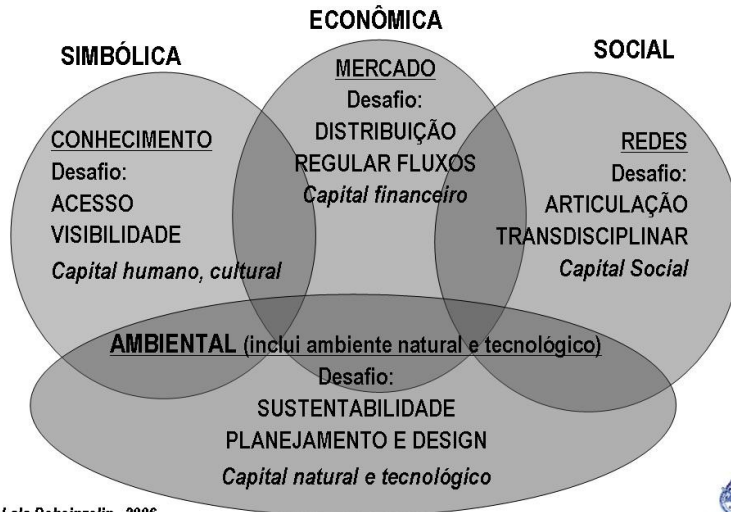 ECONÔMICA
SIMBÓLICA
SOCIAL
MERCADO
Desafio:
DISTRIBUIÇÃO
REGULAR FLUXOS
Capital financeiro
CONHECIMENTO
Desafio:
ACESSO
VISIBILIDADE
Capital humano, cultural
REDES
Desafio:
ARTICULAÇÃO
TRANSDISCIPLINAR
Capital Social
AMBIENTAL (inclui ambiente natural e tecnológico)
Desafio:
SUSTENTABILIDADE
PLANEJAMENTO E DESIGN
Capital natural e tecnológico